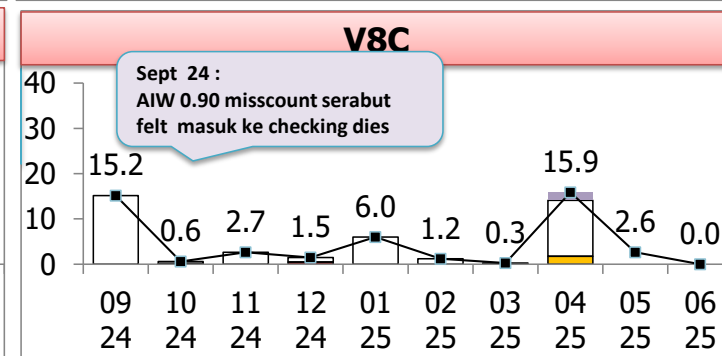 V8C
Sept 24 :
AIW 0.90 misscount serabut
felt masuk ke checking dies
40
30
20
10
0
15.2
0.6
2.7
1.5
6.0
1.2
0.3
15.9
2.6
0.0
09 10 11 12 01 02 03 04 05 06
24 24 24 24 25 25 25 25 25 25